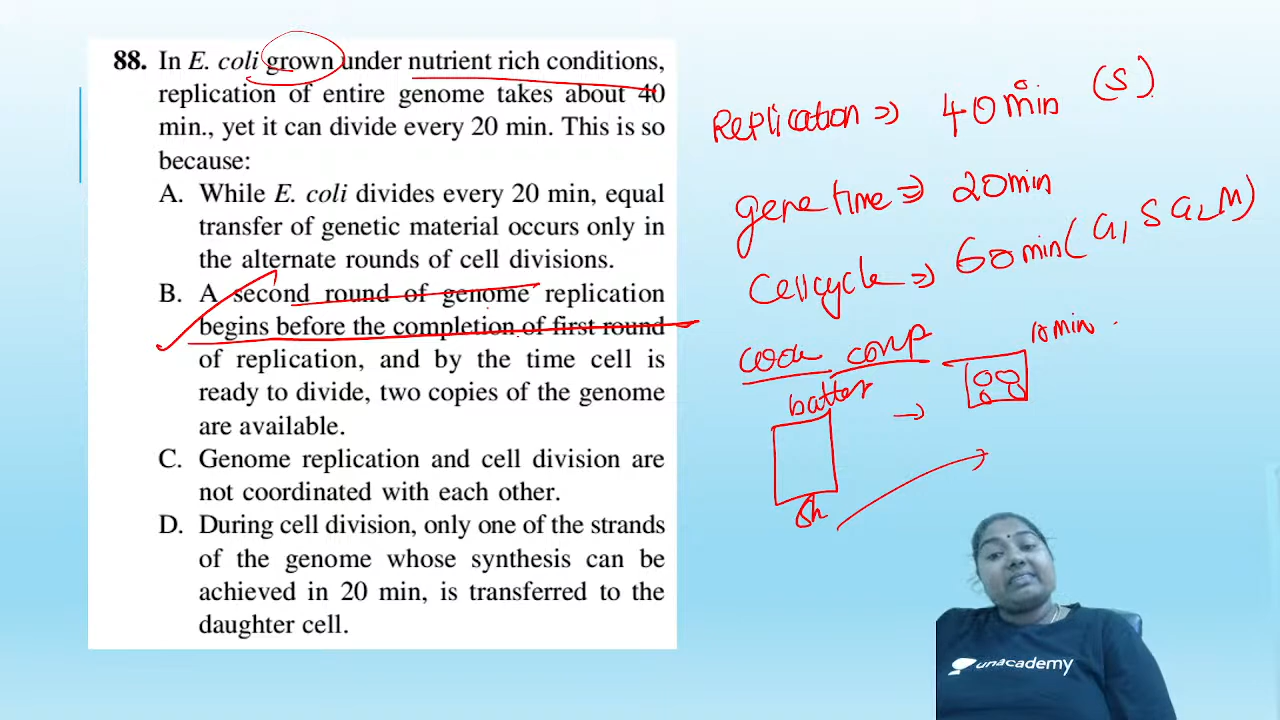 88. In E. coli grown under nutrient rich conditions,
replication of entire genome takes about 40
min., yet it can divide every 20 min. This is so
because:
A. While E. coli divides every 20 min, equal
transfer of genetic material occurs only in
the alternate rounds of cell divisions.
B. A second round of genome replication
begins before the completion of first round
of replication, and by the time cell is
ready to divide, two copies of the genome
are available.
C. Genome replication and cell division are
not coordinated with each other.
D. During cell division, only one of the strands
of the genome whose synthesis can be
achieved in 20 min, is transferred to the
daughter cell.
Replication ⇒ 40 min (S)
gene time ⇒ 20min
Cell cycle ⇒ 60 min (G1 S G2 M)
comp
10 min
batter →
8h
unacademy